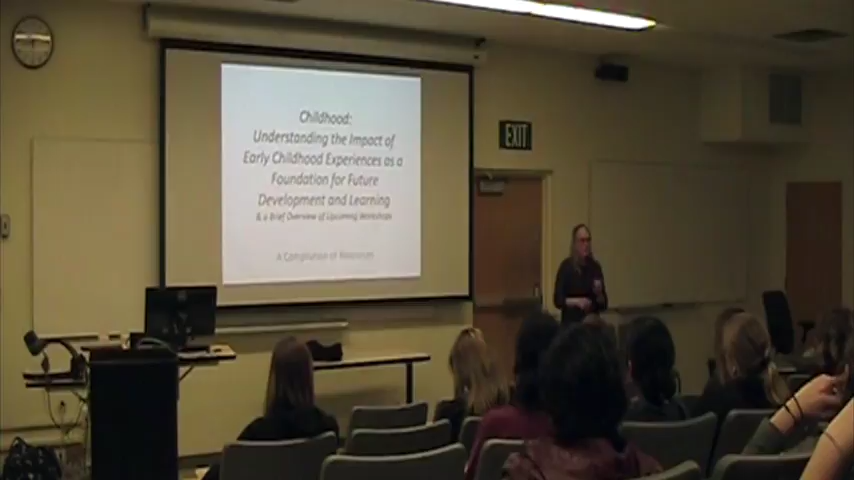 Childhood:
Understanding the Impact of
Early Childhood Experiences as a
Foundation for Future
Development and Learning
& a Brief Overview of Upcoming Workshops
A Compilation of Resources
EXIT